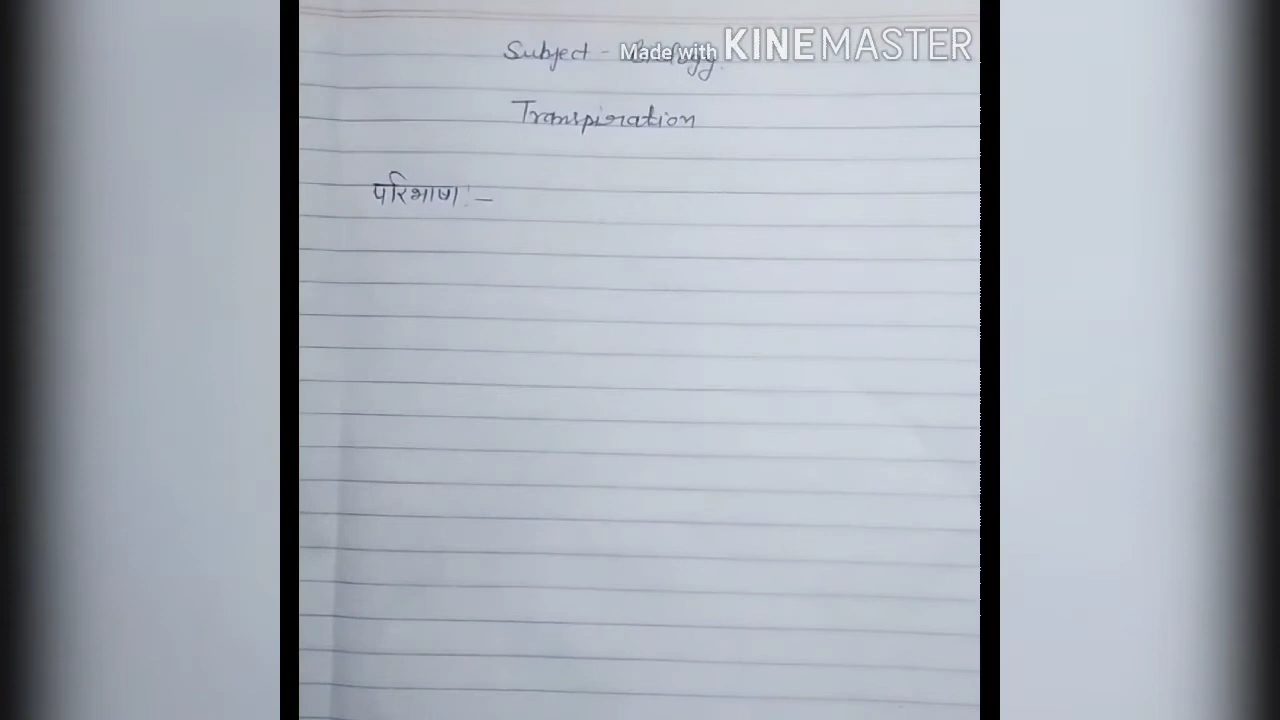 Subject -
Made with KINEMASTER
Transpiration
परिभाषा :-